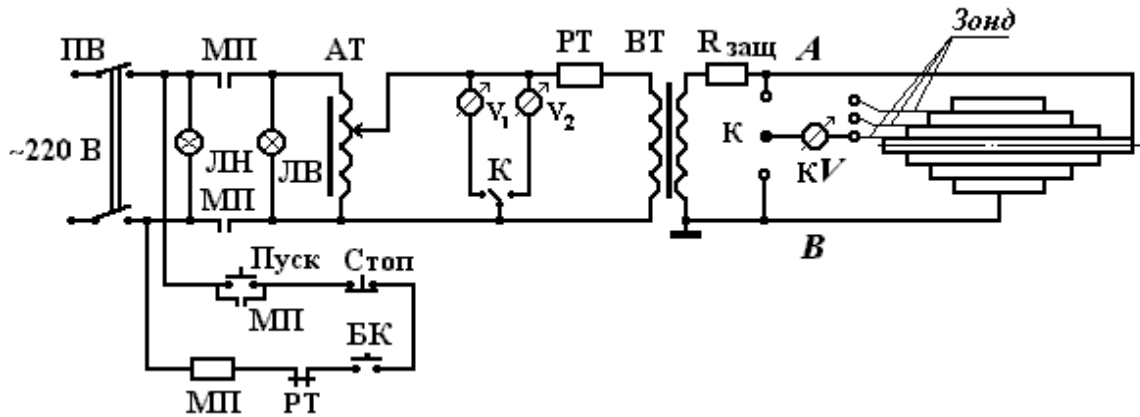 Зонд
ПВ
МП
АТ
РТ
ВТ
R защ
A
~220 В
ЛН
ЛВ
V1
V2
К
К
КV
МП
B
Пуск
Стоп
МП
БК
МП
РТ